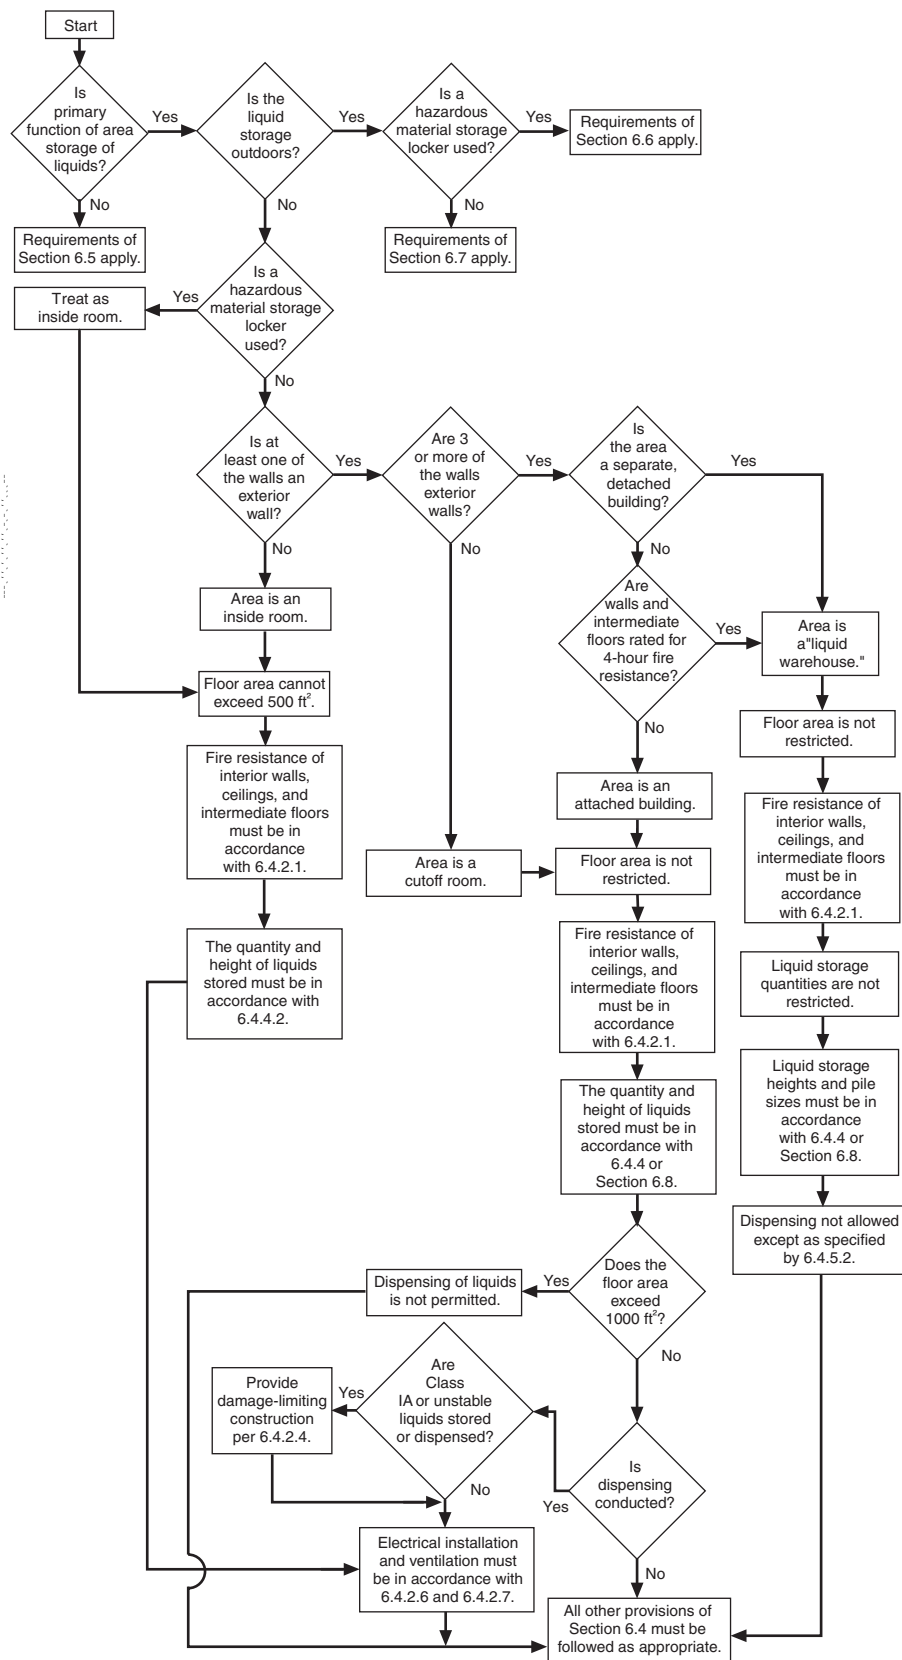 Start
Is
primary
function of area
storage of
liquids?
Yes
No
Is the
liquid
storage
outdoors?
Yes
No
Is a
hazardous
material storage
locker used?
Yes
No
Requirements of
Section 6.6 apply.
Requirements of
Section 6.5 apply.
Requirements of
Section 6.7 apply.
Is a
hazardous
material storage
locker
used?
Yes
No
Treat as
inside room.
Is at
least one of
the walls an
exterior
wall?
Yes
No
Are 3
or more of
the walls
exterior
walls?
Yes
No
Is
the area
a separate,
detached
building?
Yes
No
Area is an
inside room.
Are
walls and
intermediate
floors rated for
4-hour fire
resistance?
Yes
No
Area is
a"liquid
warehouse."
Floor area cannot
exceed 500 ft².
Floor area is not
restricted.
Fire resistance of
interior walls,
ceilings, and
intermediate floors
must be in
accordance
with 6.4.2.1.
Area is an
attached building.
Fire resistance of
interior walls,
ceilings, and
intermediate floors
must be in
accordance
with 6.4.2.1.
Area is a
cutoff room.
Floor area is not
restricted.
The quantity and
height of liquids
stored must be in
accordance with
6.4.4.2.
Fire resistance of
interior walls,
ceilings, and
intermediate floors
must be in
accordance
with 6.4.2.1.
Liquid storage
quantities are not
restricted.
Liquid storage
heights and pile
sizes must be in
accordance
with 6.4.4 or
Section 6.8.
The quantity and
height of liquids
stored must be in
accordance with
6.4.4 or
Section 6.8.
Dispensing not allowed
except as specified
by 6.4.5.2.
Does the
floor area
exceed
1000 ft²?
Yes
No
Dispensing of liquids
is not permitted.
Are
Class
IA or unstable
liquids stored
or dispensed?
Yes
No
Provide
damage-limiting
construction
per 6.4.2.4.
Is
dispensing
conducted?
Yes
No
Electrical installation
and ventilation must
be in accordance with
6.4.2.6 and 6.4.2.7.
All other provisions of
Section 6.4 must be
followed as appropriate.